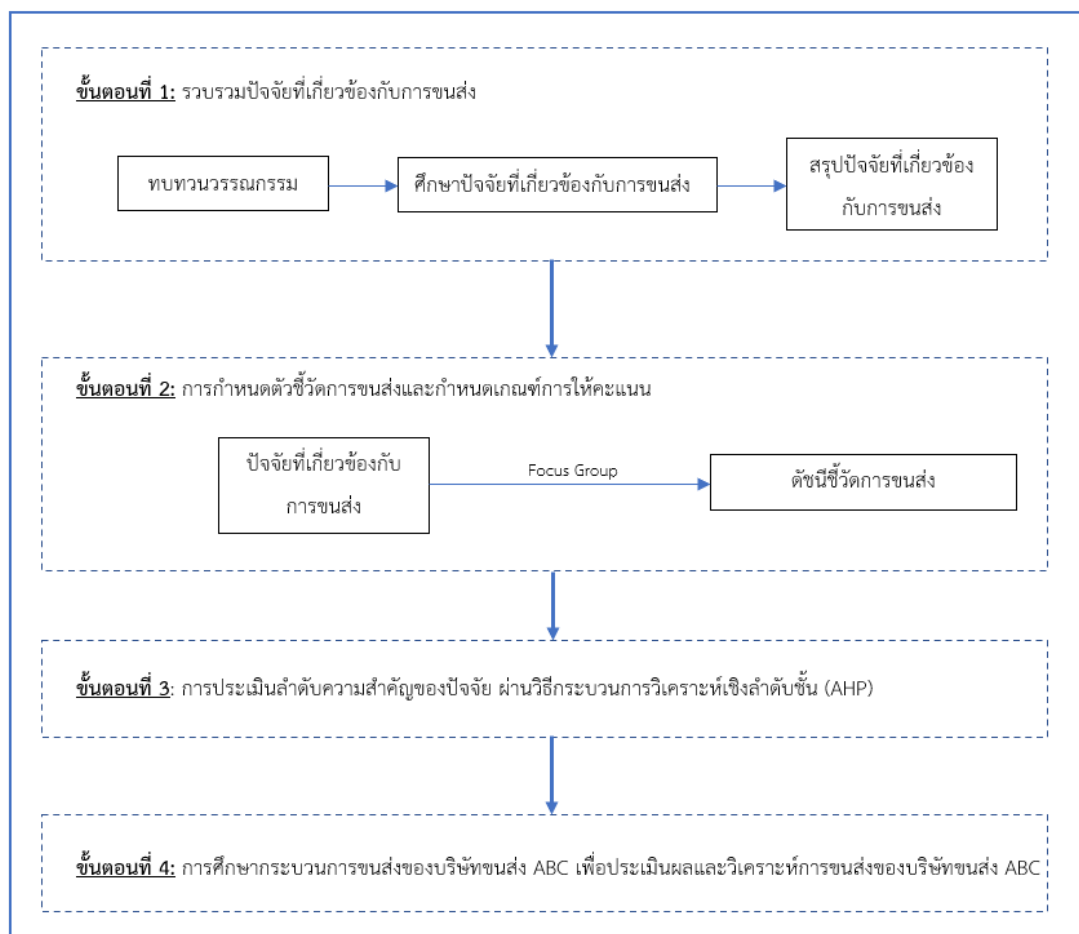 ขั้นตอนที่ 1: รวบรวมปัจจัยที่เกี่ยวข้องกับการขนส่ง
ทบทวนวรรณกรรม
ศึกษาปัจจัยที่เกี่ยวข้องกับการขนส่ง
สรุปปัจจัยที่เกี่ยวข้อง
กับการขนส่ง
ขั้นตอนที่ 2: การกำหนดตัวชี้วัดการขนส่งและกำหนดเกณฑ์การให้คะแนน
ปัจจัยที่เกี่ยวข้องกับ
การขนส่ง
Focus Group
ดัชนีชี้วัดการขนส่ง
ขั้นตอนที่ 3: การประเมินลำดับความสำคัญของปัจจัย ผ่านวิธีกระบวนการวิเคราะห์เชิงลำดับชั้น (AHP)
ขั้นตอนที่ 4: การศึกษากระบวนการขนส่งของบริษัทขนส่ง ABC เพื่อประเมินผลและวิเคราะห์การขนส่งของบริษัทขนส่ง ABC